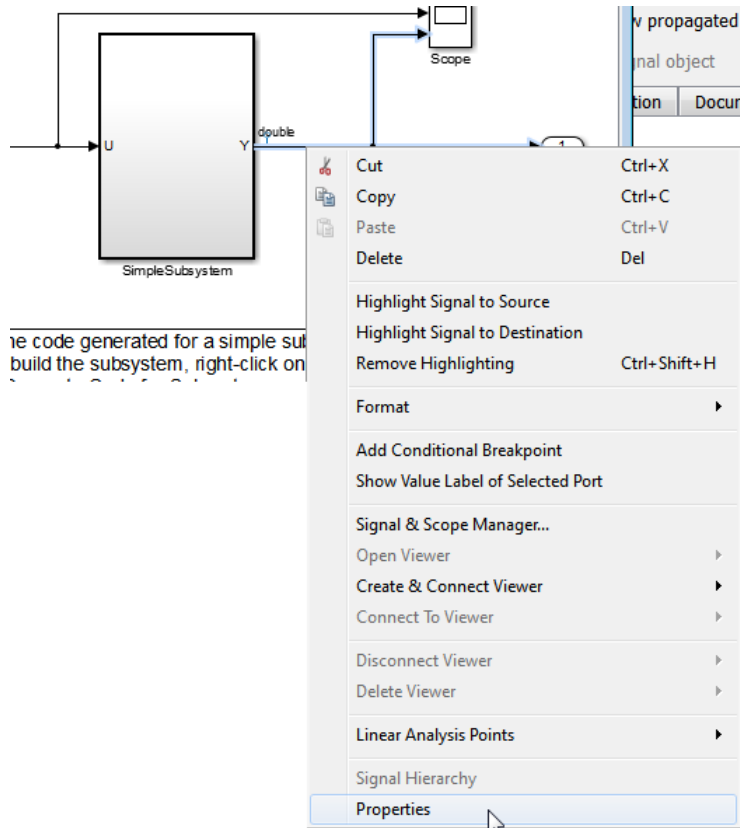 w propagated
Scope
gnal object
tion Docur
double
U Y
1
SimpleSubsystem
he code generated for a simple sub
build the subsystem, right-click on
Cut Ctrl+X
Copy Ctrl+C
Paste Ctrl+V
Delete Del
Highlight Signal to Source
Highlight Signal to Destination
Remove Highlighting Ctrl+Shift+H
Format
Add Conditional Breakpoint
Show Value Label of Selected Port
Signal & Scope Manager...
Open Viewer
Create & Connect Viewer
Connect To Viewer
Disconnect Viewer
Delete Viewer
Linear Analysis Points
Signal Hierarchy
Properties